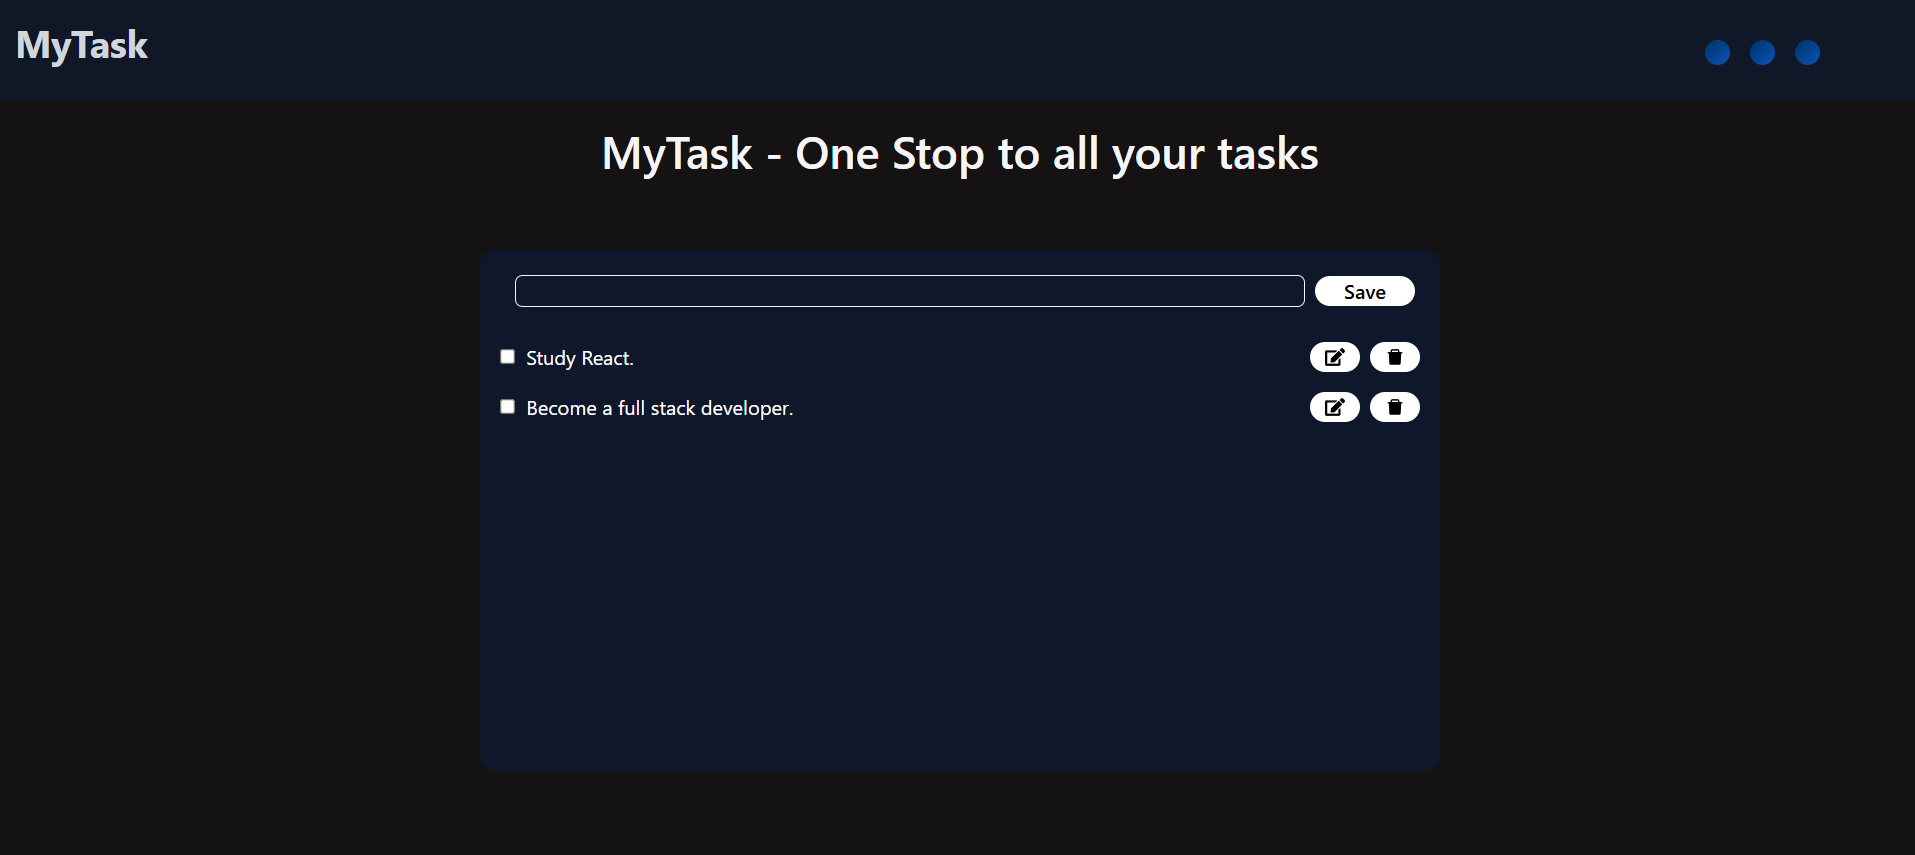 MyTask
MyTask - One Stop to all your tasks
Save
Study React.
Become a full stack developer.